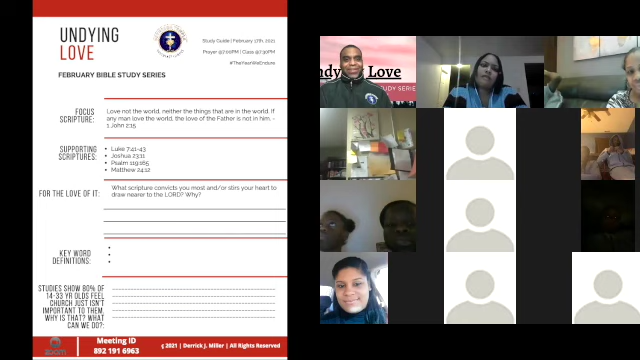 UNDYING
LOVE
Study Guide | February 17th, 2021
Prayer @7:00PM | Class @7:30PM
#TheYearWeEndure
FEBRUARY BIBLE STUDY SERIES
FOCUS
SCRIPTURE:
Love not the world, neither the things that are in the world. If
any man love the world, the love of the Father is not in him. -
1 John 2:15
SUPPORTING
SCRIPTURES:
• Luke 7:41-43
• Joshua 23:11
• Psalm 119:165
• Matthew 24:12
FOR THE LOVE OF IT:
What scripture convicts you most and/or stirs your heart to
draw nearer to the LORD? Why?
KEY WORD
DEFINITIONS:
STUDIES SHOW 80% OF
14-33 YR OLDS FEEL
CHURCH JUST ISN'T
IMPORTANT TO THEM.
WHY IS THAT? WHAT
CAN WE DO?:
zoom
Meeting ID
892 191 6963
© 2021 | Derrick J. Miller | All Rights Reserved
Love